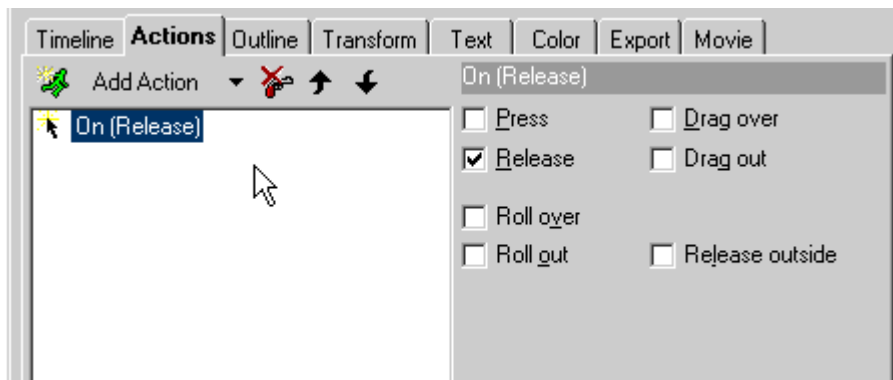 Timeline Actions Outline Transform Text Color Export Movie
Add Action
On (Release)
On (Release)
Press Drag over
Release Drag out
Roll over
Roll out Release outside